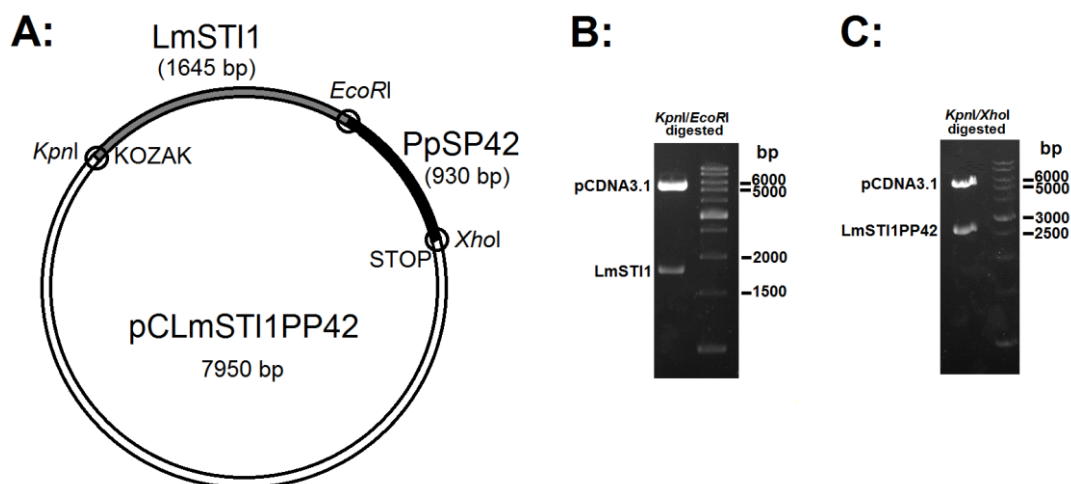 A:
LmSTI1
(1645 bp)
EcoRI
KpnI
KOZAK
PpSP42
(930 bp)
XhoI
STOP
pCLmSTI1PP42
7950 bp
B:
KpnI/EcoRI
digested
bp
pCDNA3.1
6000
5000
2000
LmSTI1
1500
C:
KpnI/XhoI
digested
bp
pCDNA3.1
6000
5000
3000
LmSTI1PP42
2500